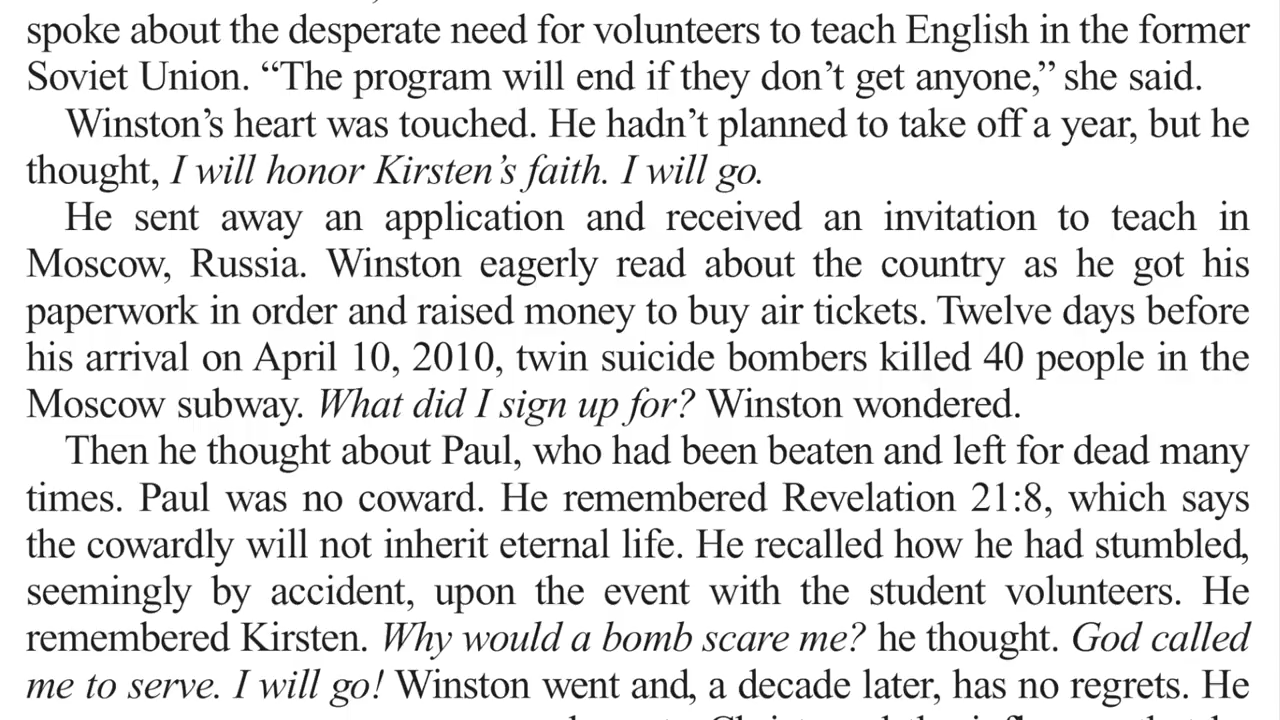 spoke about the desperate need for volunteers to teach English in the former
Soviet Union. “The program will end if they don’t get anyone,” she said.
Winston’s heart was touched. He hadn’t planned to take off a year, but he
thought, I will honor Kirsten’s faith. I will go.
He sent away an application and received an invitation to teach in
Moscow, Russia. Winston eagerly read about the country as he got his
paperwork in order and raised money to buy air tickets. Twelve days before
his arrival on April 10, 2010, twin suicide bombers killed 40 people in the
Moscow subway. What did I sign up for? Winston wondered.
Then he thought about Paul, who had been beaten and left for dead many
times. Paul was no coward. He remembered Revelation 21:8, which says
the cowardly will not inherit eternal life. He recalled how he had stumbled,
seemingly by accident, upon the event with the student volunteers. He
remembered Kirsten. Why would a bomb scare me? he thought. God called
me to serve. I will go! Winston went and, a decade later, has no regrets. He